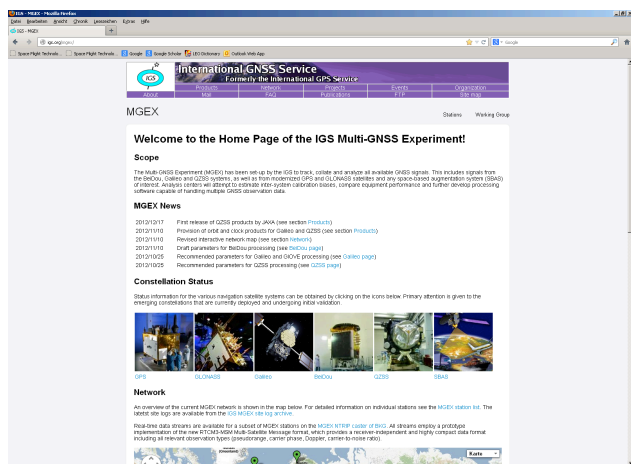 IGS - MGEX - Mozilla Firefox
Datei Bearbeiten Ansicht Chronik Lesezeichen Extras Hilfe
IGS - MGEX
igs.org/mgex/
Google
Space Flight Technolo... Space Flight Technolo... Google Google Scholar LEO Dictionary Outlook Web App
IGS
International GNSS Service
Formerly the International GPS Service
Products Network Projects Events Organization
About Mail FAQ Publications FTP Site map
MGEX
Stations Working Group
Welcome to the Home Page of the IGS Multi-GNSS Experiment!
Scope
The Multi-GNSS Experiment (MGEX) has been set-up by the IGS to track, collate and analyze all available GNSS signals. This includes signals from
the BeiDou, Galileo and QZSS systems, as well as from modernized GPS and GLONASS satellites and any space-based augmentation system (SBAS)
of interest. Analysis centers will attempt to estimate inter-system calibration biases, compare equipment performance and further develop processing
software capable of handling multiple GNSS observation data.
MGEX News
2012/12/17 First release of QZSS products by JAXA (see section Products)
2012/11/10 Provision of orbit and clock products for Galileo and QZSS (see section Products)
2012/11/10 Revised interactive network map (see section Network)
2012/11/10 Draft parameters for BeiDou processing (see BeiDou page)
2012/10/25 Recommended parameters for Galileo and GIOVE processing (see Galileo page)
2012/10/25 Recommended parameters for QZSS processing (see QZSS page)
Constellation Status
Status information for the various navigation satellite systems can be obtained by clicking on the icons below. Primary attention is given to the
emerging constellations that are currently deployed and undergoing initial validation.
GPS GLONASS Galileo BeiDou QZSS SBAS
Network
An overview of the current MGEX network is shown in the map below. For detailed information on individual stations see the MGEX station list. The
latetst site logs are available from the IGS MGEX site log archive.
Real-time data streams are available for a subset of MGEX stations on the MGEX NTRIP caster of BKG. All streams employ a prototype
implementation of the new RTCM3-MSM Multi-Satellite Message format, which provides a receiver-independent and highly compact data format
including all relevant observation types (pseudorange, carrier phase, Doppler, carrier-to-noise ratio).
(Greenland)
Karte